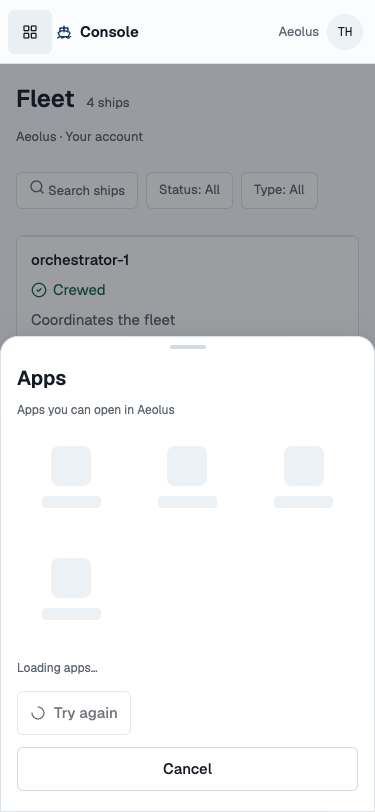 Console
Aeolus
TH
Fleet 4 ships
Aeolus · Your account
Search ships
Status: All
Type: All
orchestrator-1
Crewed
Coordinates the fleet
Apps
Apps you can open in Aeolus
Loading apps…
Try again
Cancel